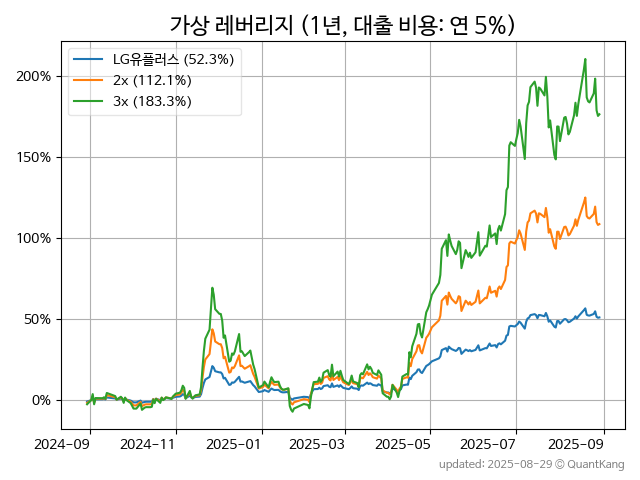 가상 레버리지 (1년, 대출 비용: 연 5%)
LG유플러스 (52.3%)
2x (112.1%)
3x (183.3%)
200%
150%
100%
50%
0%
2024-09 2024-11 2025-01 2025-03 2025-05 2025-07 2025-09
updated: 2025-08-29 © QuantKang